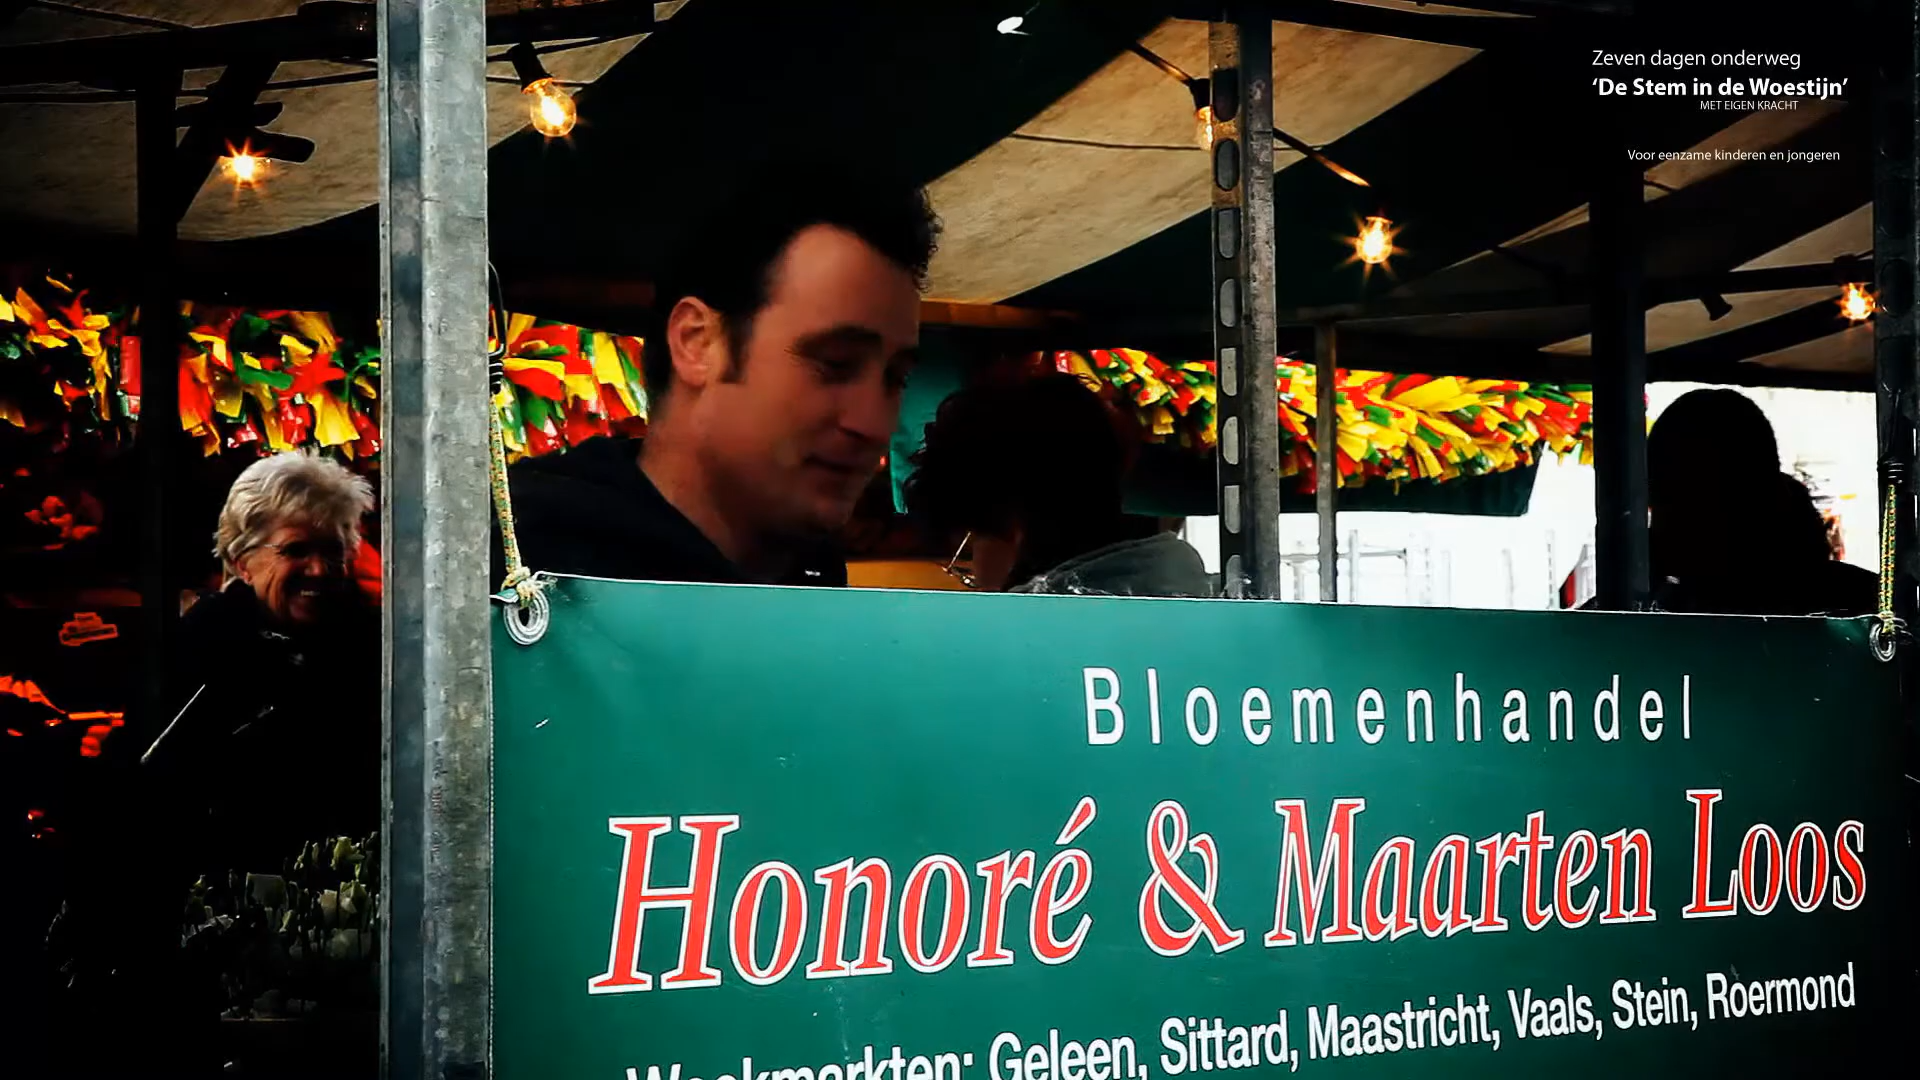 Zeven dagen onderweg
‘De Stem in de Woestijn’
MET EIGEN KRACHT
Voor eenzame kinderen en jongeren
Bloemenhandel
Honoré & Maarten Loos
Weekmarkten: Geleen, Sittard, Maastricht, Vaals, Stein, Roermond